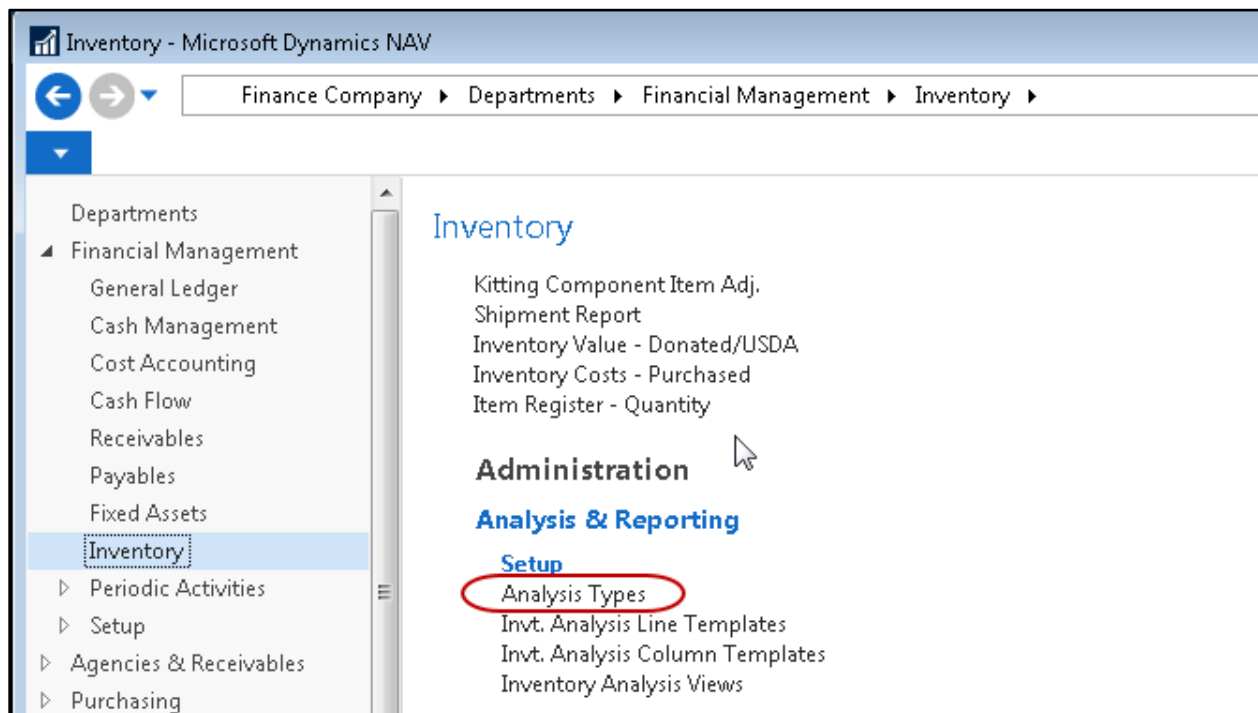 Inventory - Microsoft Dynamics NAV
Finance Company Departments Financial Management Inventory
Departments
Financial Management
General Ledger
Cash Management
Cost Accounting
Cash Flow
Receivables
Payables
Fixed Assets
Inventory
Periodic Activities
Setup
Agencies & Receivables
Purchasing
Inventory
Kitting Component Item Adj.
Shipment Report
Inventory Value - Donated/USDA
Inventory Costs - Purchased
Item Register - Quantity
Administration
Analysis & Reporting
Setup
Analysis Types
Invt. Analysis Line Templates
Invt. Analysis Column Templates
Inventory Analysis Views